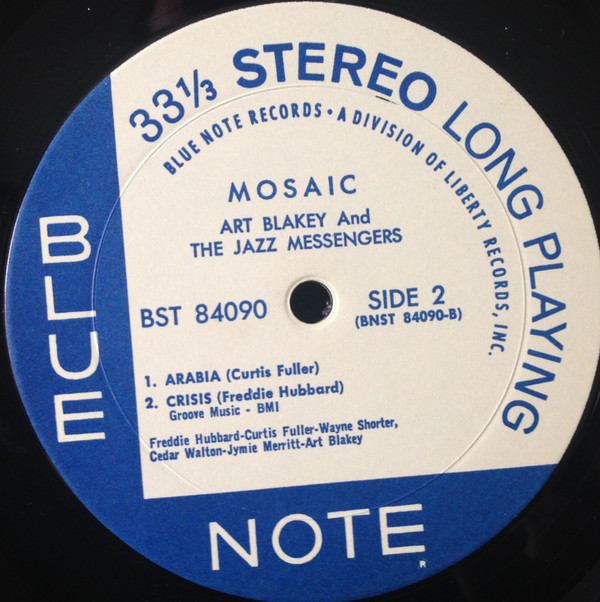 33⅓ STEREO LONG PLAYING
BLUE NOTE RECORDS • A DIVISION OF LIBERTY RECORDS, INC.
MOSAIC
ART BLAKEY And
THE JAZZ MESSENGERS
BST 84090
SIDE 2
(BNST 84090-B)
1. ARABIA (Curtis Fuller)
2. CRISIS (Freddie Hubbard)
Groove Music - BMI
Freddie Hubbard-Curtis Fuller-Wayne Shorter,
Cedar Walton-Jymie Merritt-Art Blakey
BLUE
NOTE
R